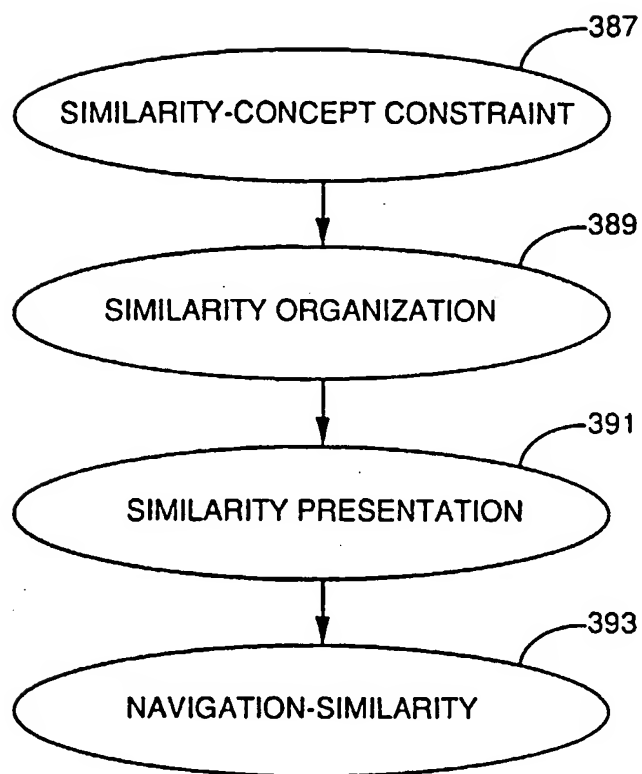 387
SIMILARITY-CONCEPT CONSTRAINT
389
SIMILARITY ORGANIZATION
391
SIMILARITY PRESENTATION
393
NAVIGATION-SIMILARITY